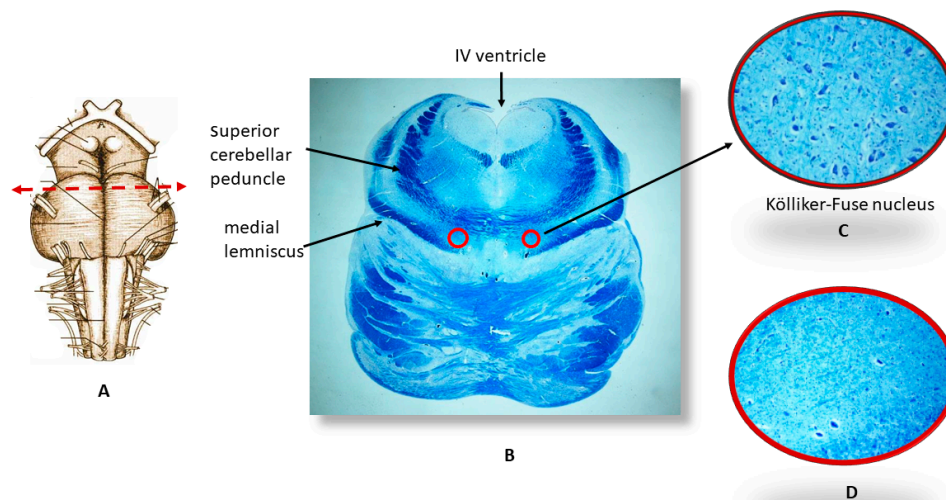 IV ventricle
Superior
cerebellar
peduncle
medial
lemniscus
Kölliker-Fuse nucleus
A
B
C
D